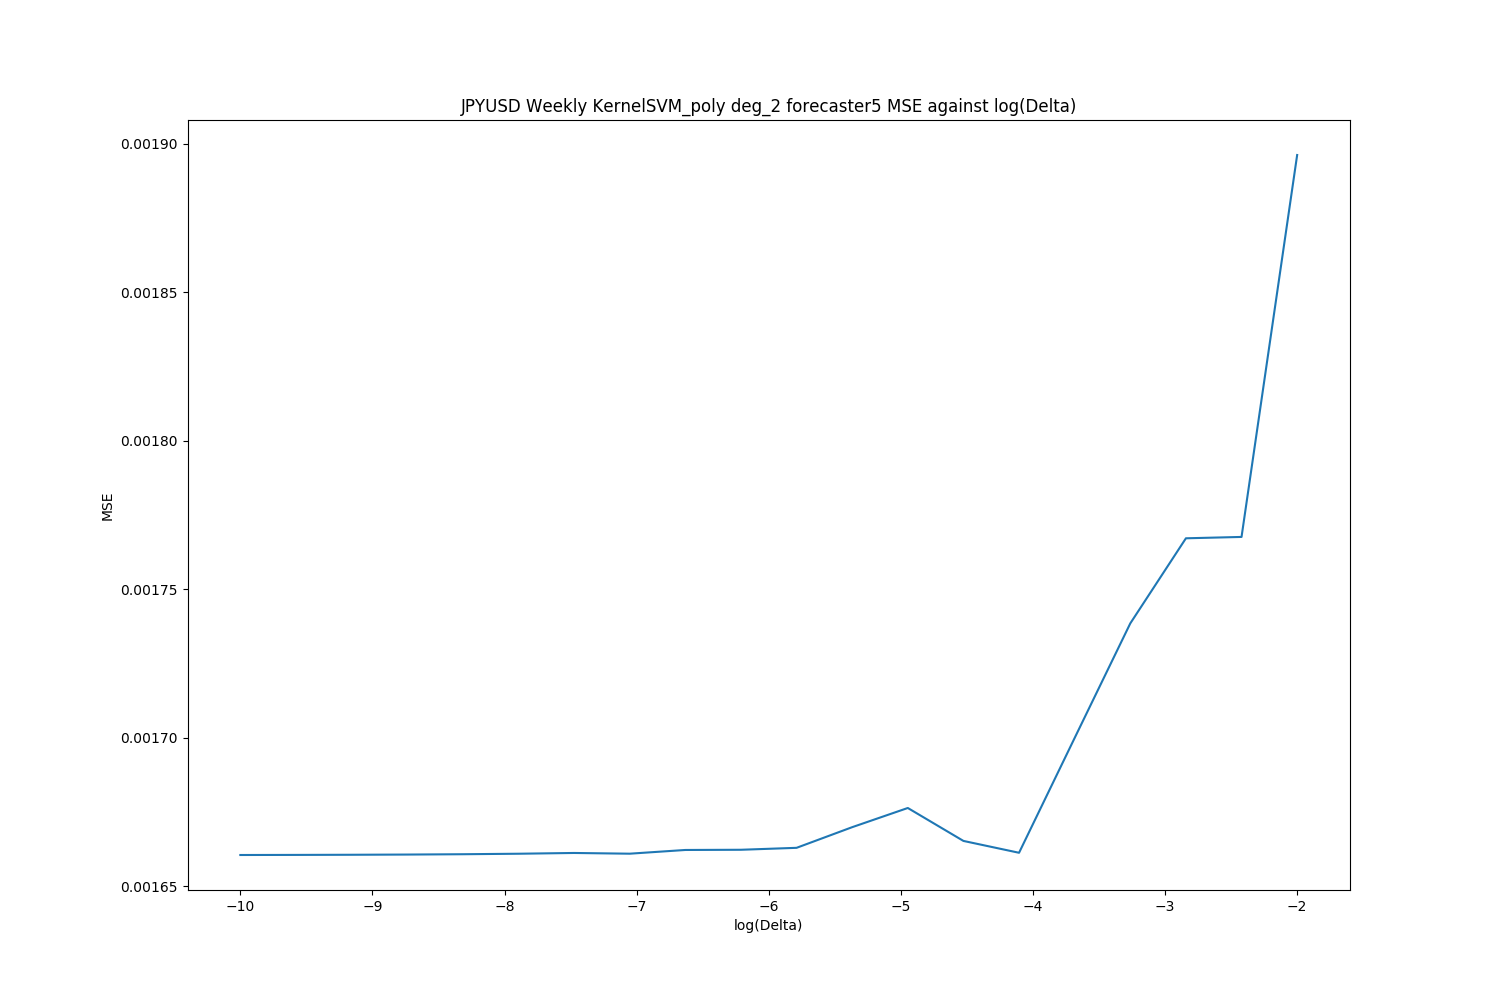 JPYUSD Weekly KernelSVM_poly deg_2 forecaster5 MSE against log(Delta)
0.00190
0.00185
0.00180
0.00175
0.00170
0.00165
MSE
−10 −9 −8 −7 −6 −5 −4 −3 −2
log(Delta)